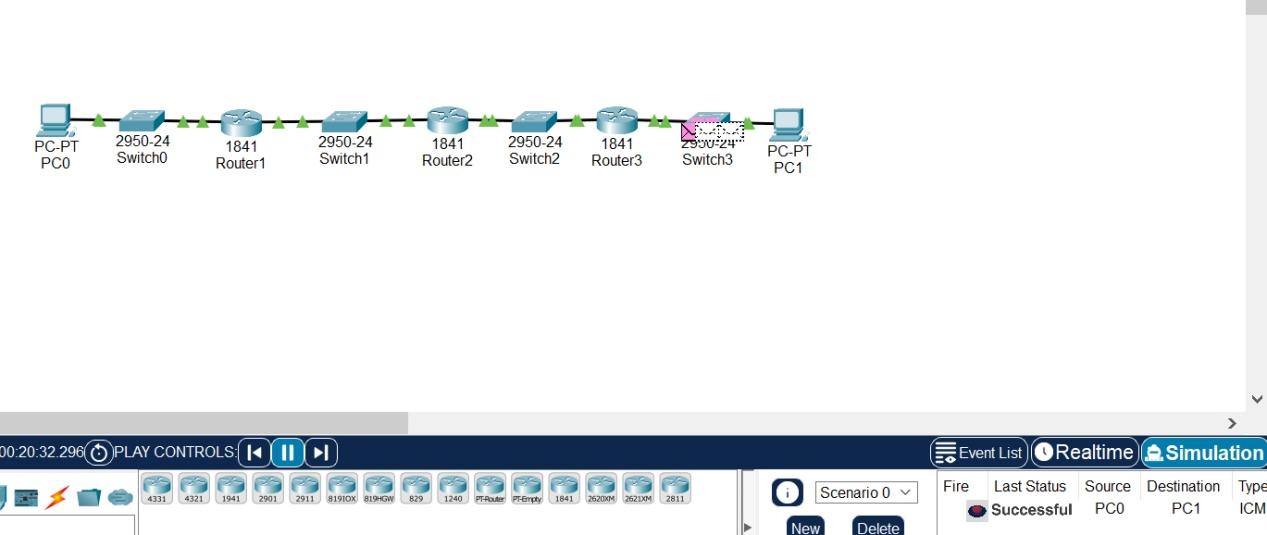 PC-PT
PC0
2950-24
Switch0
1841
Router1
2950-24
Switch1
1841
Router2
2950-24
Switch2
1841
Router3
2950-24
Switch3
PC-PT
PC1
00:20:32.296 PLAY CONTROLS:
Event List
Realtime
Simulation
4331
4321
1941
2901
2911
819IOX
819HGW
829
1240
PT-Router
PT-Empty
1841
2620XM
2621XM
2811
Scenario 0
New
Delete
Fire Last Status Source Destination Type
Successful PC0 PC1 ICM